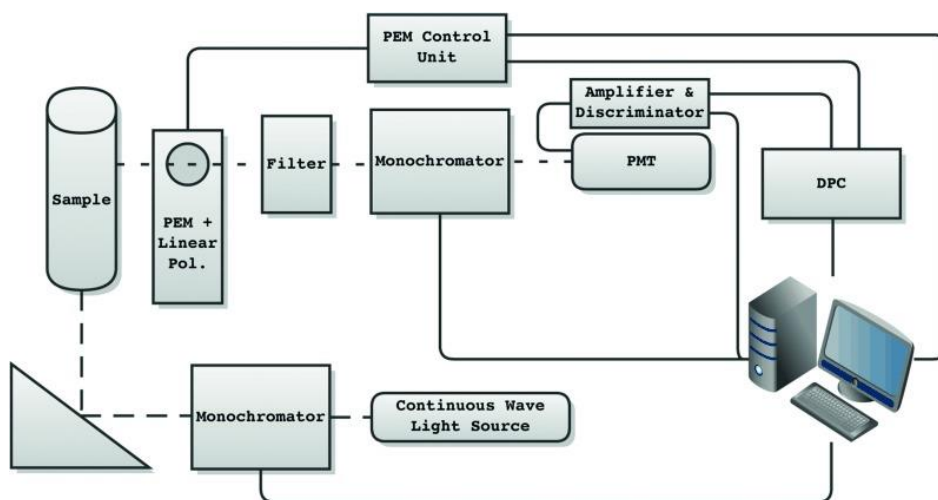 PEM Control
Unit
Amplifier &
Discriminator
Sample
PEM +
Linear
Pol.
Filter
Monochromator
PMT
DPC
Monochromator
Continuous Wave
Light Source